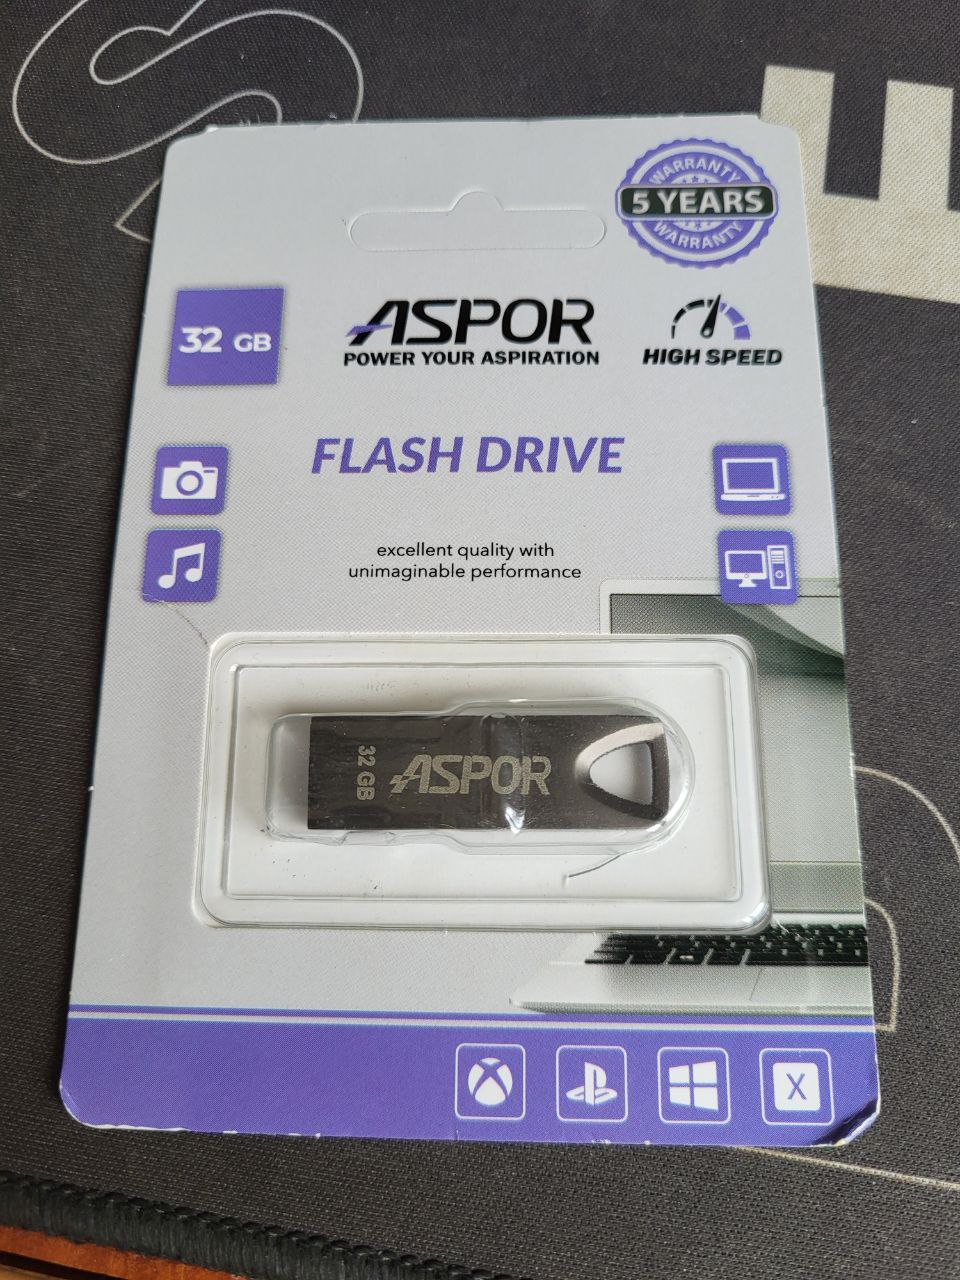 WARRANTY
5 YEARS
WARRANTY
32 GB
ASPOR
POWER YOUR ASPIRATION
HIGH SPEED
FLASH DRIVE
excellent quality with
unimaginable performance
32 GB
ASPOR
X